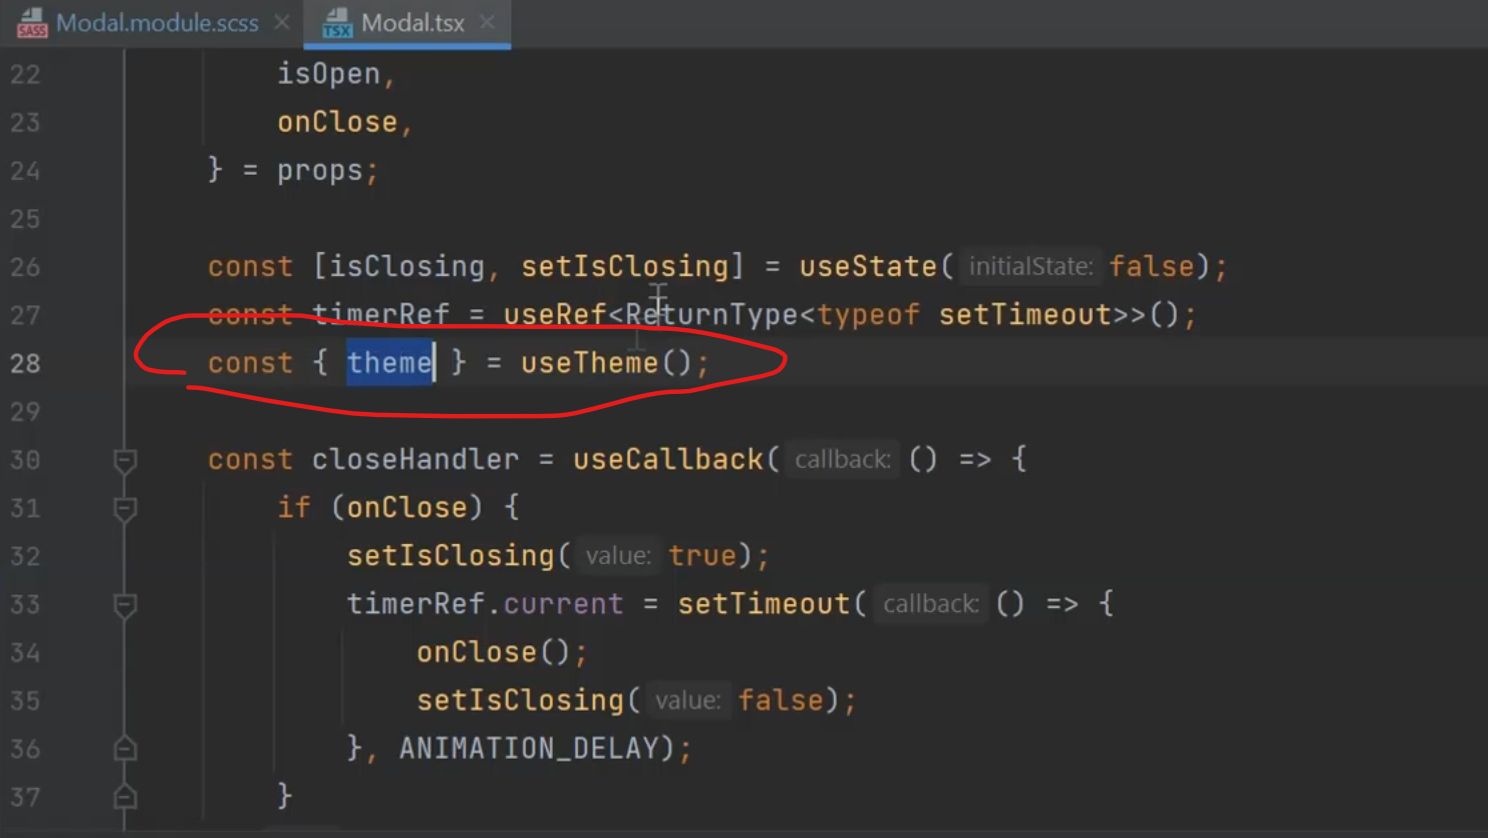 SASS Modal.module.scss TSX Modal.tsx
22 isOpen,
23 onClose,
24 } = props;
25
26 const [isClosing, setIsClosing] = useState( initialState: false);
27 const timerRef = useRef<ReturnType<typeof setTimeout>>();
28 const { theme } = useTheme();
29
30 const closeHandler = useCallback( callback: () => {
31 if (onClose) {
32 setIsClosing( value: true);
33 timerRef.current = setTimeout( callback: () => {
34 onClose();
35 setIsClosing( value: false);
36 }, ANIMATION_DELAY);
37 }